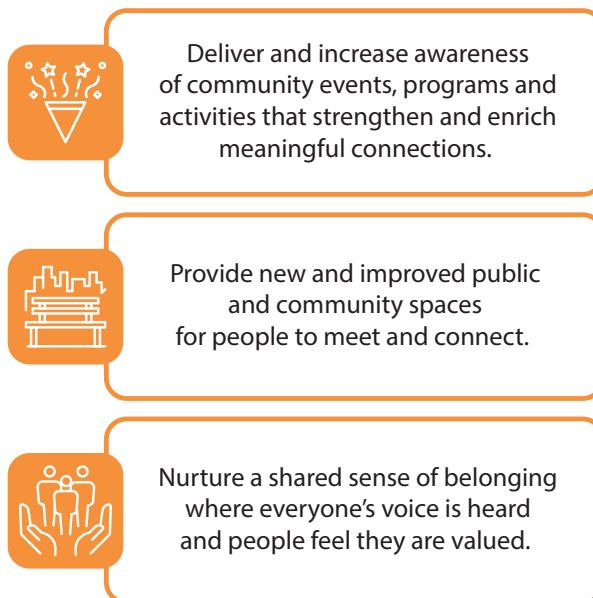 Deliver and increase awareness
of community events, programs and
activities that strengthen and enrich
meaningful connections.
Provide new and improved public
and community spaces
for people to meet and connect.
Nurture a shared sense of belonging
where everyone’s voice is heard
and people feel they are valued.